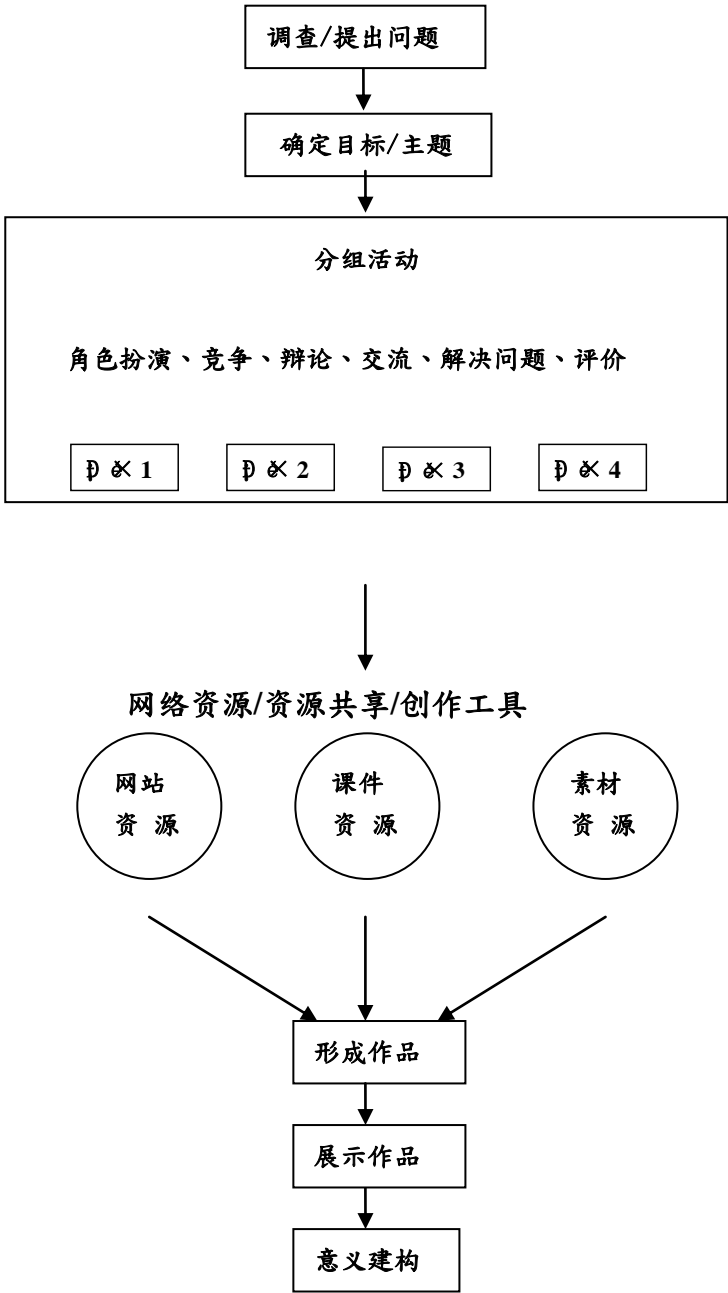 调查/提出问题
确定目标/主题
分组活动
角色扮演、竞争、辩论、交流、解决问题、评价
1 2 3 4
网络资源/资源共享/创作工具
网站 课件 素材
资 源 资 源 资 源
形成作品
展示作品
意义建构